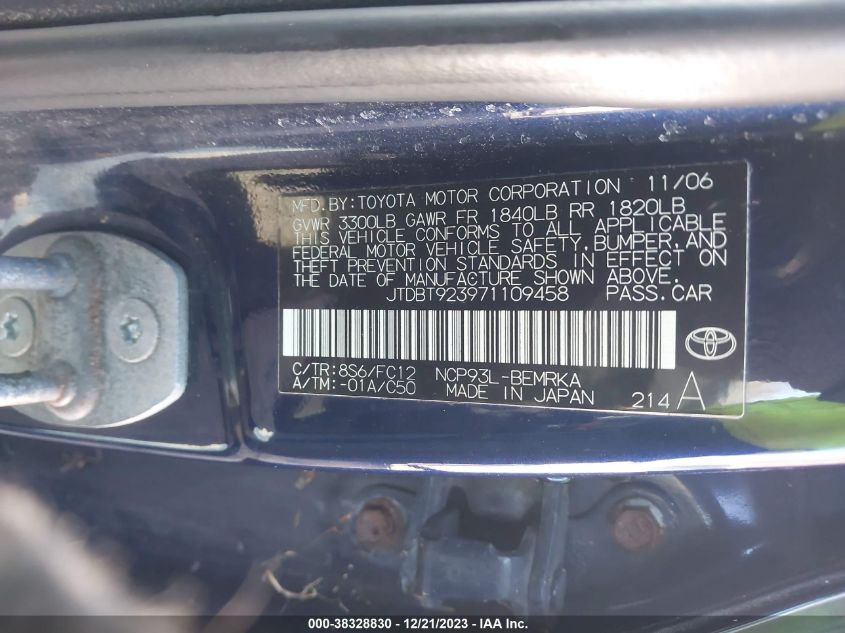 MFD.BY:TOYOTA MOTOR CORPORATION 11/06
GVWR 3300LB GAWR FR 1840LB RR 1820LB
THIS VEHICLE CONFORMS TO ALL APPLICABLE
FEDERAL MOTOR VEHICLE SAFETY,BUMPER,AND
THEFT PREVENTION STANDARDS IN EFFECT ON
THE DATE OF MANUFACTURE SHOWN ABOVE.
JTDBT923971109458 PASS.CAR
C/TR:8S6/FC12 NCP93L-BEMRKA
A/TM:-01A/C50 MADE IN JAPAN 214 A
000-38328830 - 12/21/2023 - IAA Inc.